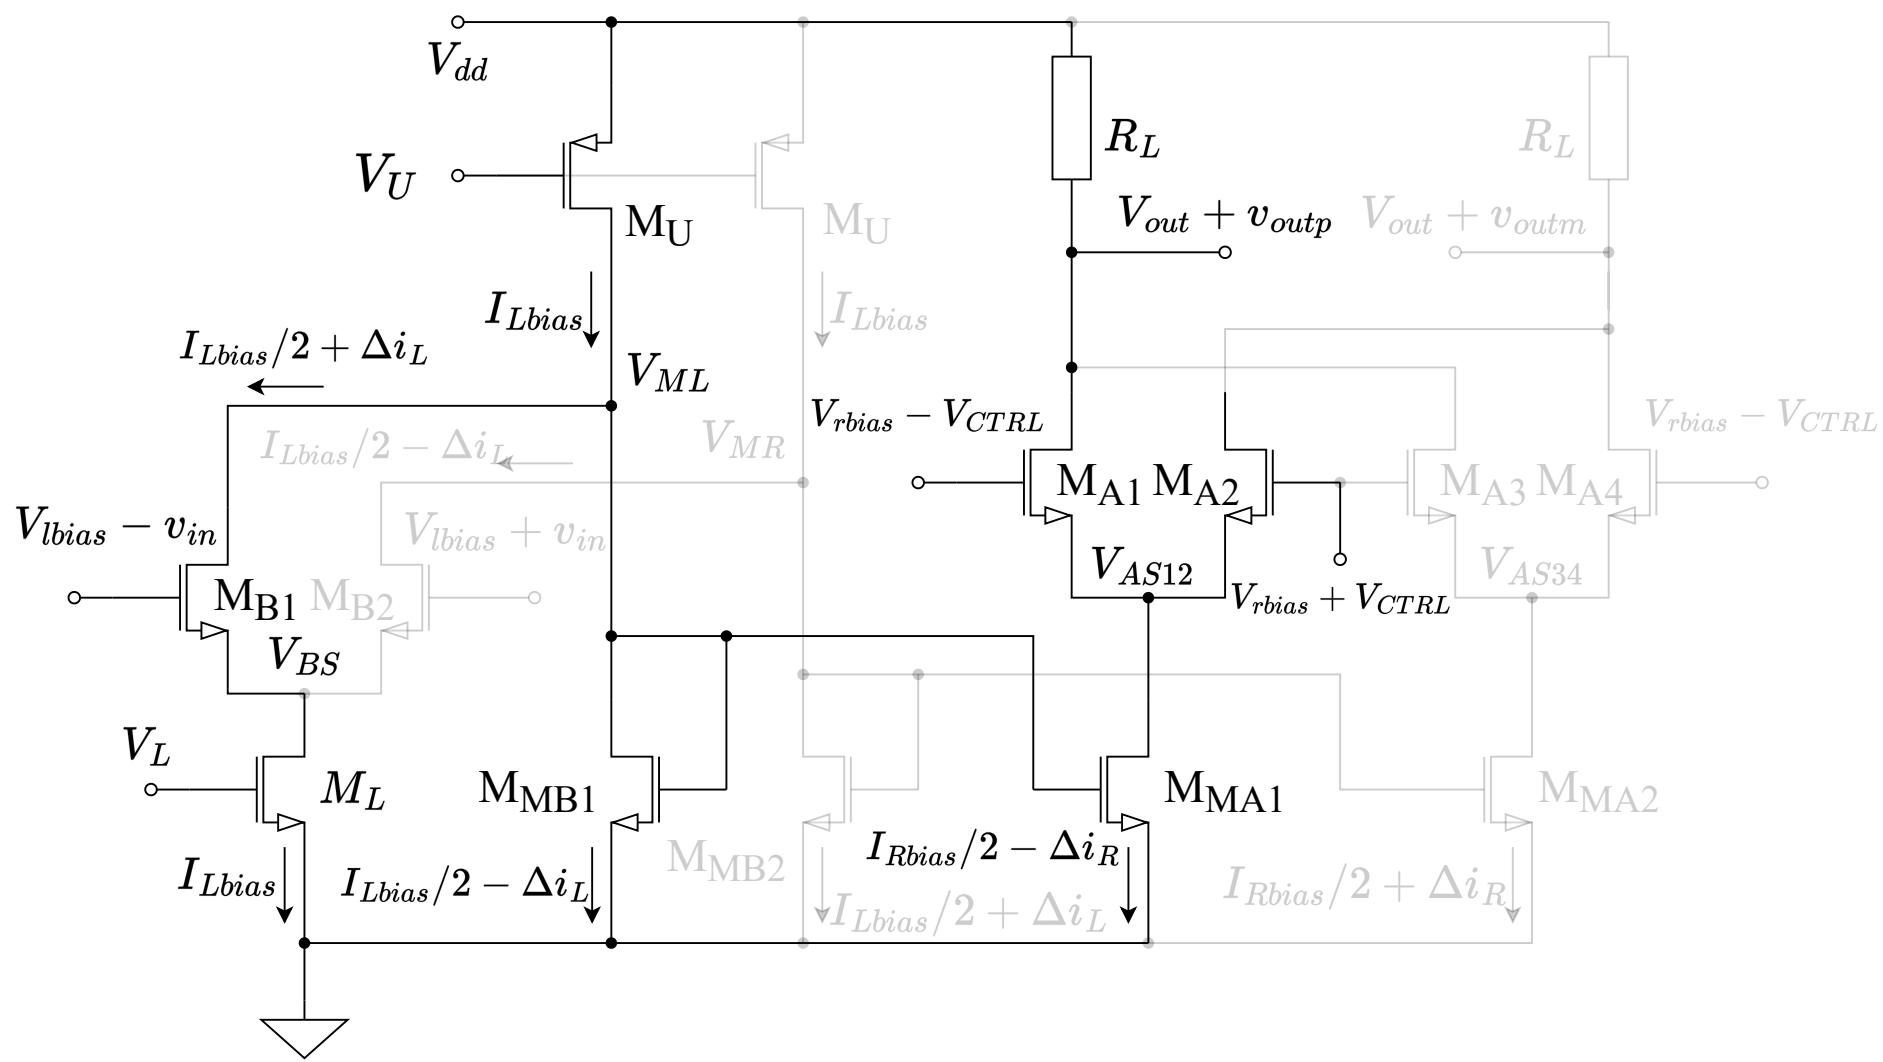 V_dd
V_U
M_U
M_U
R_L
R_L
V_out + v_outp
V_out + v_outm
I_Lbias
I_Lbias
I_Lbias/2 + Δi_L
V_ML
V_rbias − V_CTRL
V_rbias − V_CTRL
I_Lbias/2 − Δi_L
V_MR
M_A1
M_A2
M_A3
M_A4
V_lbias − v_in
V_lbias + v_in
V_AS12
V_AS34
M_B1
M_B2
V_rbias + V_CTRL
V_BS
V_L
M_L
M_MB1
M_MA1
M_MA2
M_MB2
I_Rbias/2 − Δi_R
I_Lbias
I_Lbias/2 − Δi_L
I_Lbias/2 + Δi_L
I_Rbias/2 + Δi_R